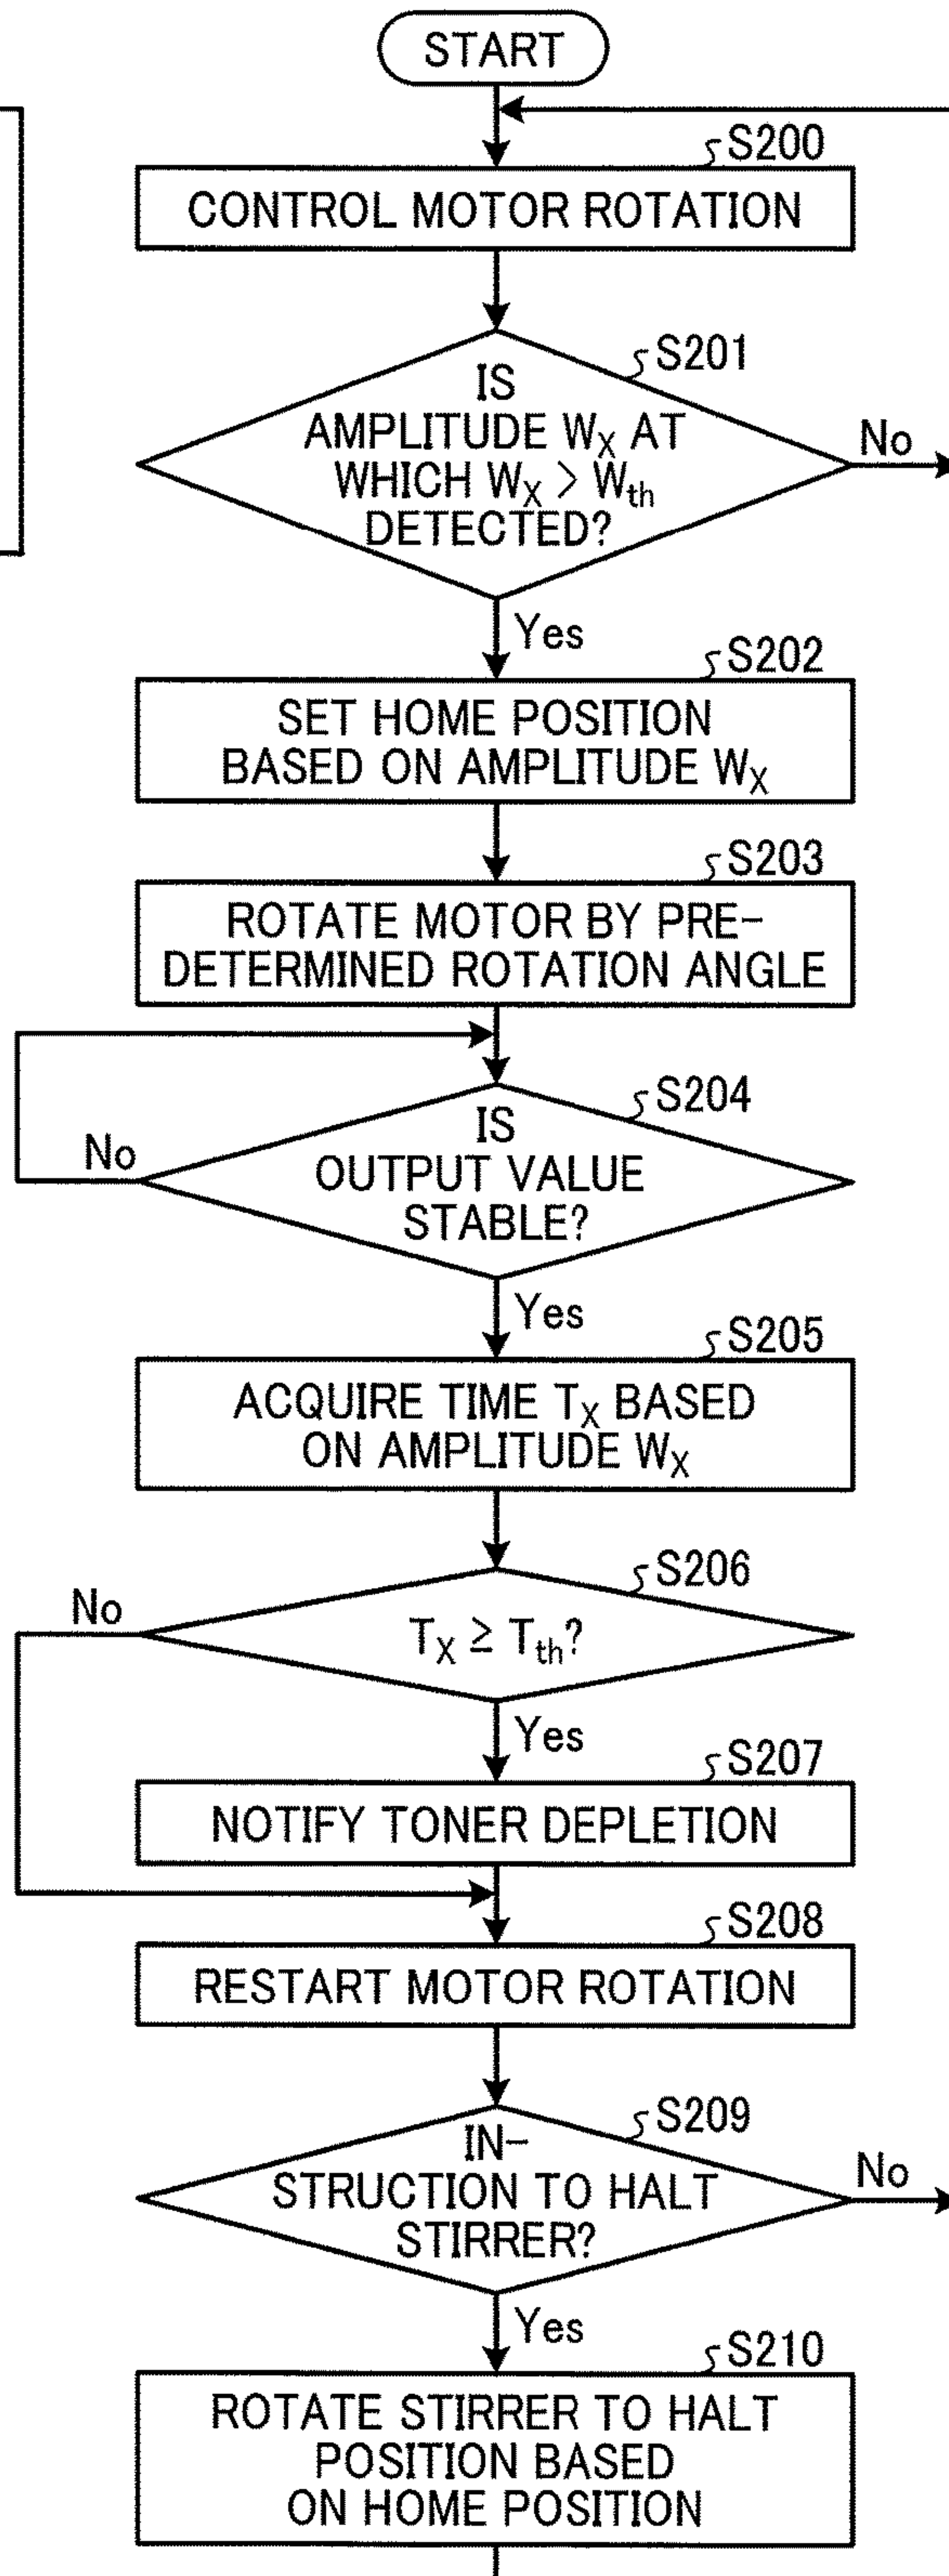 START
S200
CONTROL MOTOR ROTATION
S201
IS
AMPLITUDE WX AT
WHICH WX > Wth
DETECTED?
No
Yes
S202
SET HOME POSITION
BASED ON AMPLITUDE WX
S203
ROTATE MOTOR BY PRE-
DETERMINED ROTATION ANGLE
S204
IS
OUTPUT VALUE
STABLE?
No
Yes
S205
ACQUIRE TIME TX BASED
ON AMPLITUDE WX
S206
TX ≥ Tth?
No
Yes
S207
NOTIFY TONER DEPLETION
S208
RESTART MOTOR ROTATION
S209
IN-
STRUCTION TO HALT
STIRRER?
No
Yes
S210
ROTATE STIRRER TO HALT
POSITION BASED
ON HOME POSITION